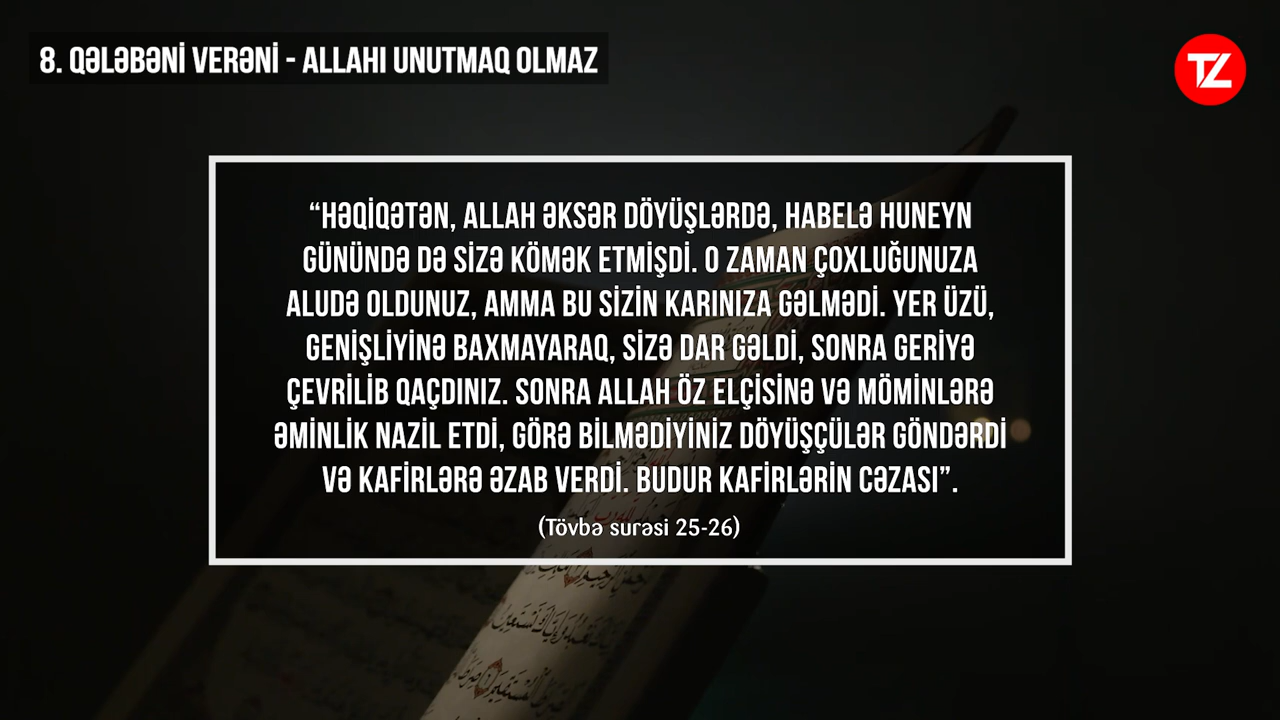 8. QƏLƏBƏNİ VERƏNİ - ALLAHI UNUTMAQ OLMAZ
TZ
“HƏQİQƏTƏN, ALLAH ƏKSƏR DÖYÜŞLƏRDƏ, HABELƏ HUNEYN
GÜNÜNDƏ DƏ SİZƏ KÖMƏK ETMİŞDİ. O ZAMAN ÇOXLUĞUNUZA
ALUDƏ OLDUNUZ, AMMA BU SİZİN KARINIZA GƏLMƏDİ. YER ÜZÜ,
GENİŞLİYİNƏ BAXMAYARAQ, SİZƏ DAR GƏLDİ, SONRA GERİYƏ
ÇEVRİLİB QAÇDINIZ. SONRA ALLAH ÖZ ELÇİSİNƏ VƏ MÖMİNLƏRƏ
ƏMİNLİK NAZİL ETDİ, GÖRƏ BİLMƏDİYİNİZ DÖYÜŞÇÜLƏR GÖNDƏRDİ
VƏ KAFİRLƏRƏ ƏZAB VERDİ. BUDUR KAFİRLƏRİN CƏZASI”.
(Tövbə surəsi 25-26)